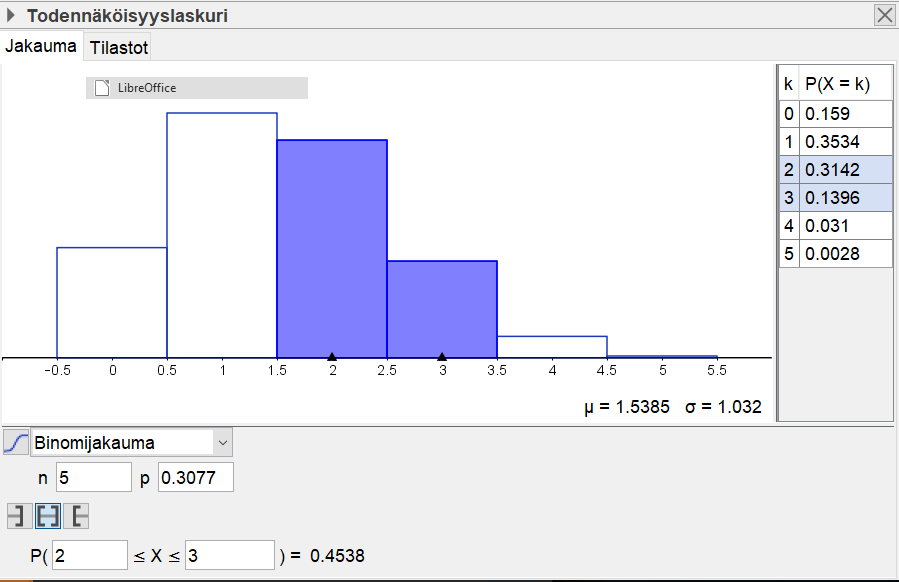 Todennäköisyyslaskuri
Jakauma Tilastot
LibreOffice
k P(X = k)
0 0.159
1 0.3534
2 0.3142
3 0.1396
4 0.031
5 0.0028
-0.5 0 0.5 1 1.5 2 2.5 3 3.5 4 4.5 5 5.5
μ = 1.5385 σ = 1.032
Binomijakauma
n 5 p 0.3077
P( 2 ≤ X ≤ 3 ) = 0.4538